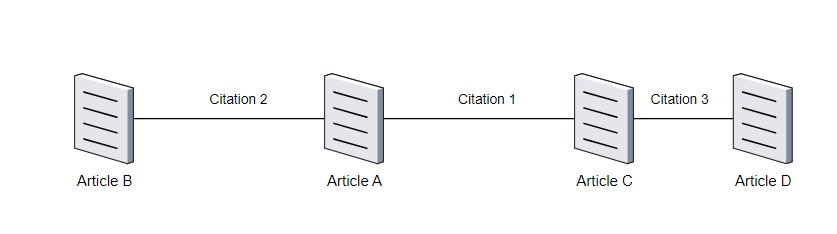 Citation 2
Citation 1
Citation 3
Article B
Article A
Article C
Article D